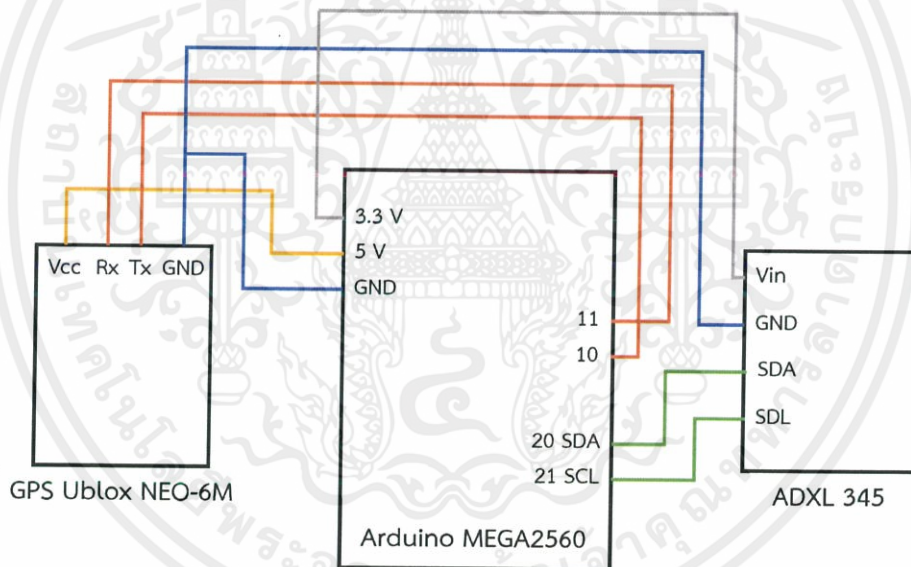 3.3 V
5 V
GND
Vcc Rx Tx GND
11
10
20 SDA
21 SCL
Vin
GND
SDA
SDL
GPS Ublox NEO-6M
Arduino MEGA2560
ADXL 345